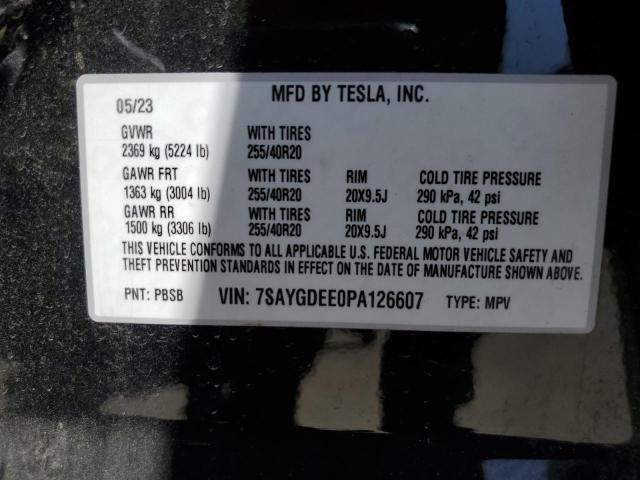 MFD BY TESLA, INC.
05/23
GVWR WITH TIRES
2369 kg (5224 lb) 255/40R20
GAWR FRT WITH TIRES RIM COLD TIRE PRESSURE
1363 kg (3004 lb) 255/40R20 20X9.5J 290 kPa, 42 psi
GAWR RR WITH TIRES RIM COLD TIRE PRESSURE
1500 kg (3306 lb) 255/40R20 20X9.5J 290 kPa, 42 psi
THIS VEHICLE CONFORMS TO ALL APPLICABLE U.S. FEDERAL MOTOR VEHICLE SAFETY AND
THEFT PREVENTION STANDARDS IN EFFECT ON THE DATE OF MANUFACTURE SHOWN ABOVE.
PNT: PBSB VIN: 7SAYGDEE0PA126607 TYPE: MPV